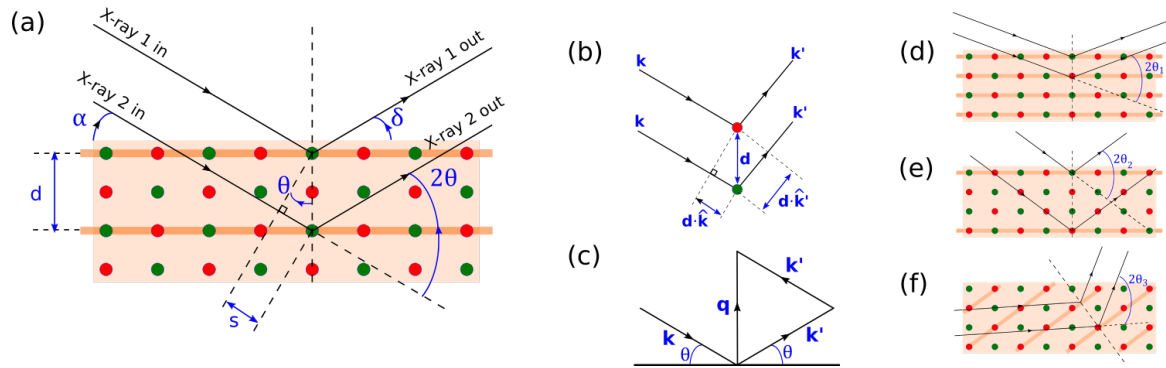 (a)
X-ray 1 in
X-ray 1 out
X-ray 2 in
X-ray 2 out
α
δ
d
θ
2θ
s
(b)
k
k'
k
k'
d
d·k̂
d·k̂'
(c)
k'
q
k
k'
θ
θ
(d)
2θ₁
(e)
2θ₂
(f)
2θ₃